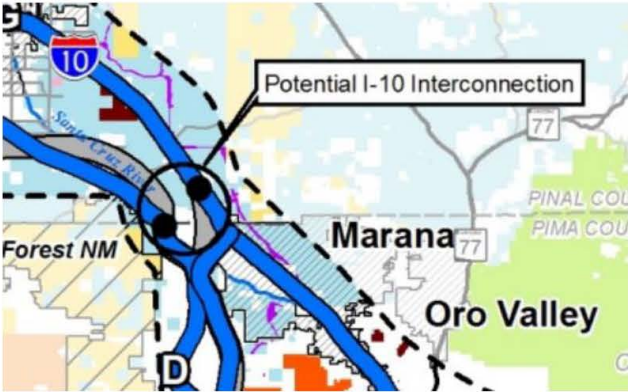 G
10
Potential I-10 Interconnection
77
Santa Cruz River
PINAL COU
Forest NM
Marana
77
PIMA COU
Oro Valley
D